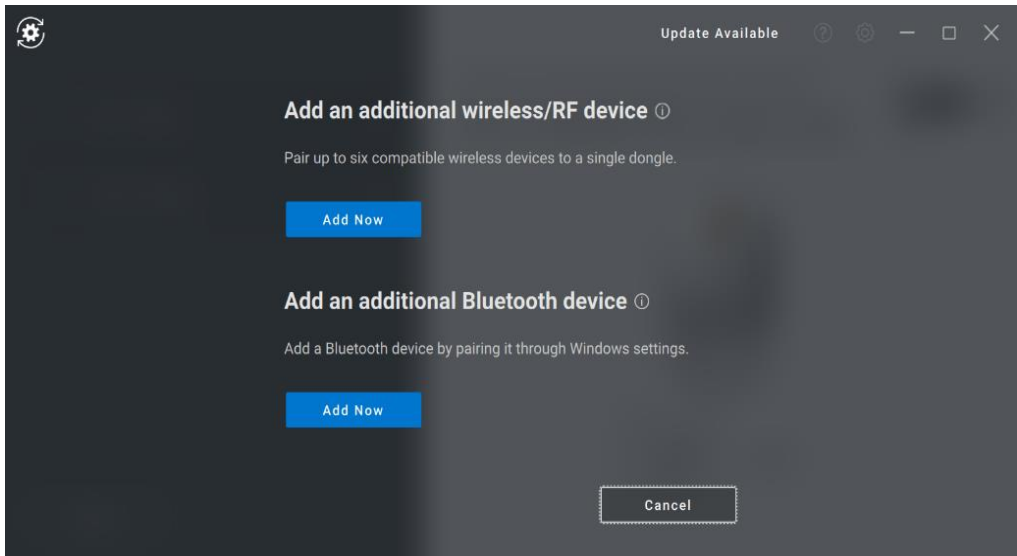 Update Available
Add an additional wireless/RF device
Pair up to six compatible wireless devices to a single dongle.
Add Now
Add an additional Bluetooth device
Add a Bluetooth device by pairing it through Windows settings.
Add Now
Cancel